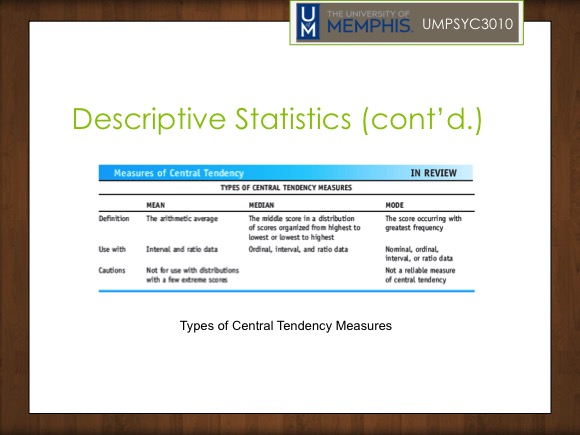 THE UNIVERSITY OF
UM MEMPHIS. UMPSYC3010
Descriptive Statistics (cont'd.)
Measures of Central Tendency IN REVIEW
TYPES OF CENTRAL TENDENCY MEASURES
MEAN MEDIAN MODE
Definition The arithmetic average The middle score in a distribution The score occurring with
of scores organized from highest to greatest frequency
lowest or lowest to highest
Use with Interval and ratio data Ordinal, interval, and ratio data Nominal, ordinal,
interval, or ratio data
Cautions Not for use with distributions Not a reliable measure
with a few extreme scores of central tendency
Types of Central Tendency Measures